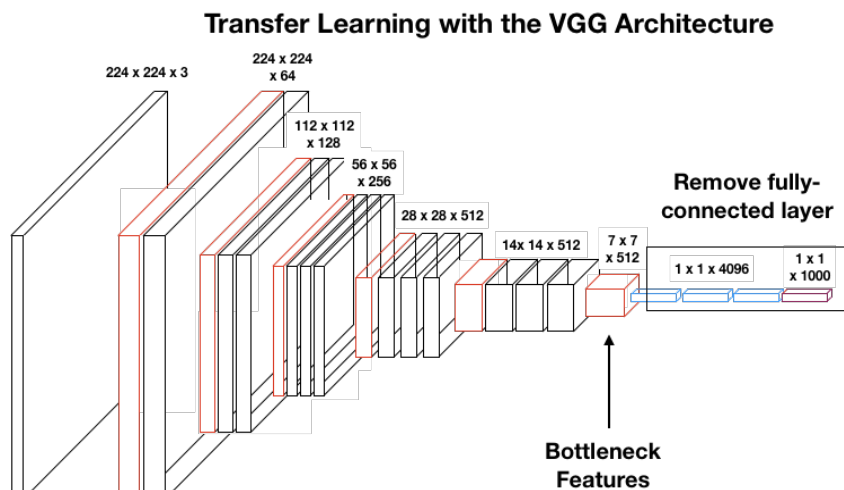 Transfer Learning with the VGG Architecture
224 x 224 x 3
224 x 224
x 64
112 x 112
x 128
56 x 56
x 256
28 x 28 x 512
14x 14 x 512
7 x 7
x 512
Remove fully-
connected layer
1 x 1 x 4096
1 x 1
x 1000
Bottleneck
Features